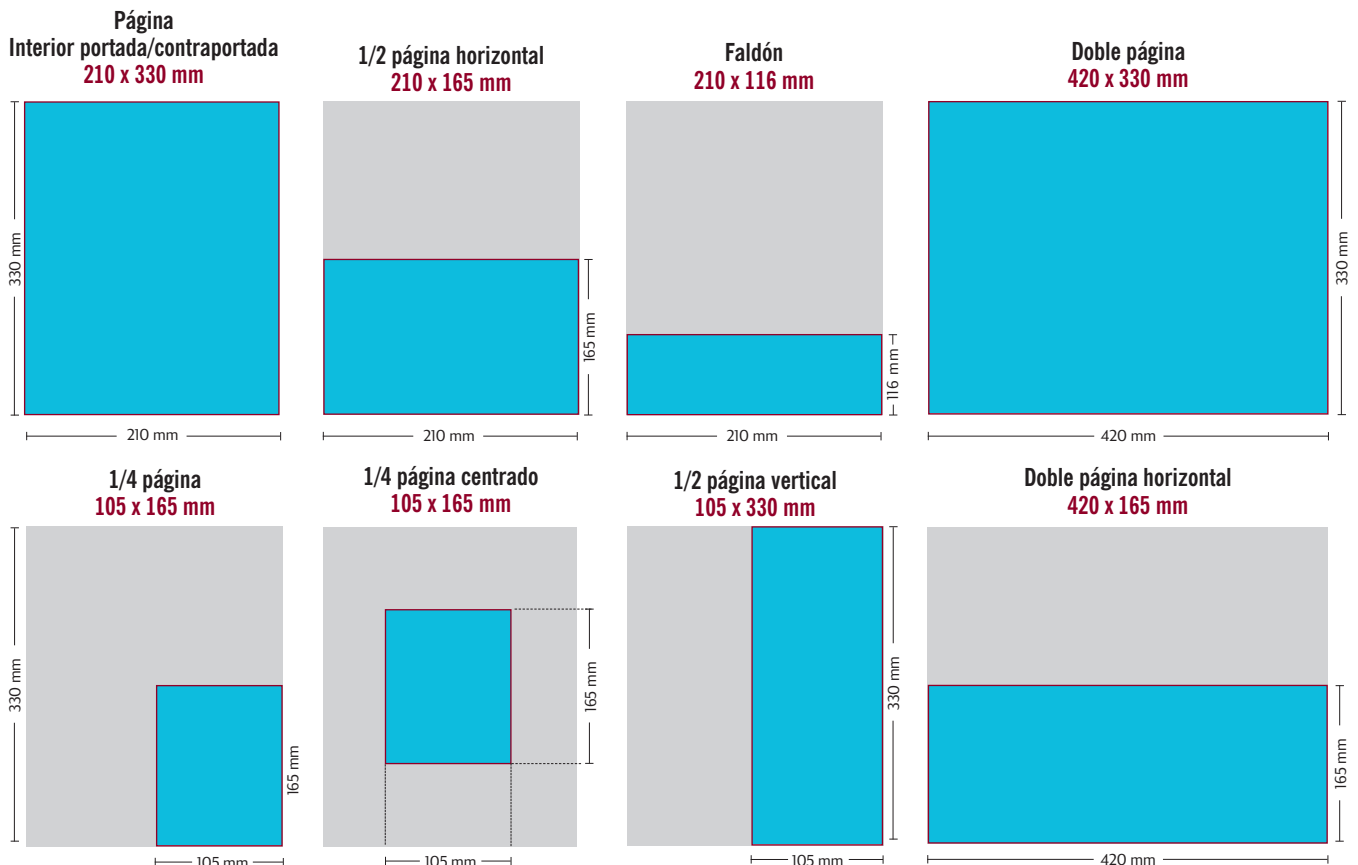 Página
Interior portada/contraportada
210 x 330 mm
330 mm
210 mm
1/2 página horizontal
210 x 165 mm
165 mm
210 mm
Faldón
210 x 116 mm
116 mm
210 mm
Doble página
420 x 330 mm
330 mm
420 mm
1/4 página
105 x 165 mm
330 mm
165 mm
105 mm
1/4 página centrado
105 x 165 mm
165 mm
105 mm
1/2 página vertical
105 x 330 mm
330 mm
105 mm
Doble página horizontal
420 x 165 mm
165 mm
420 mm